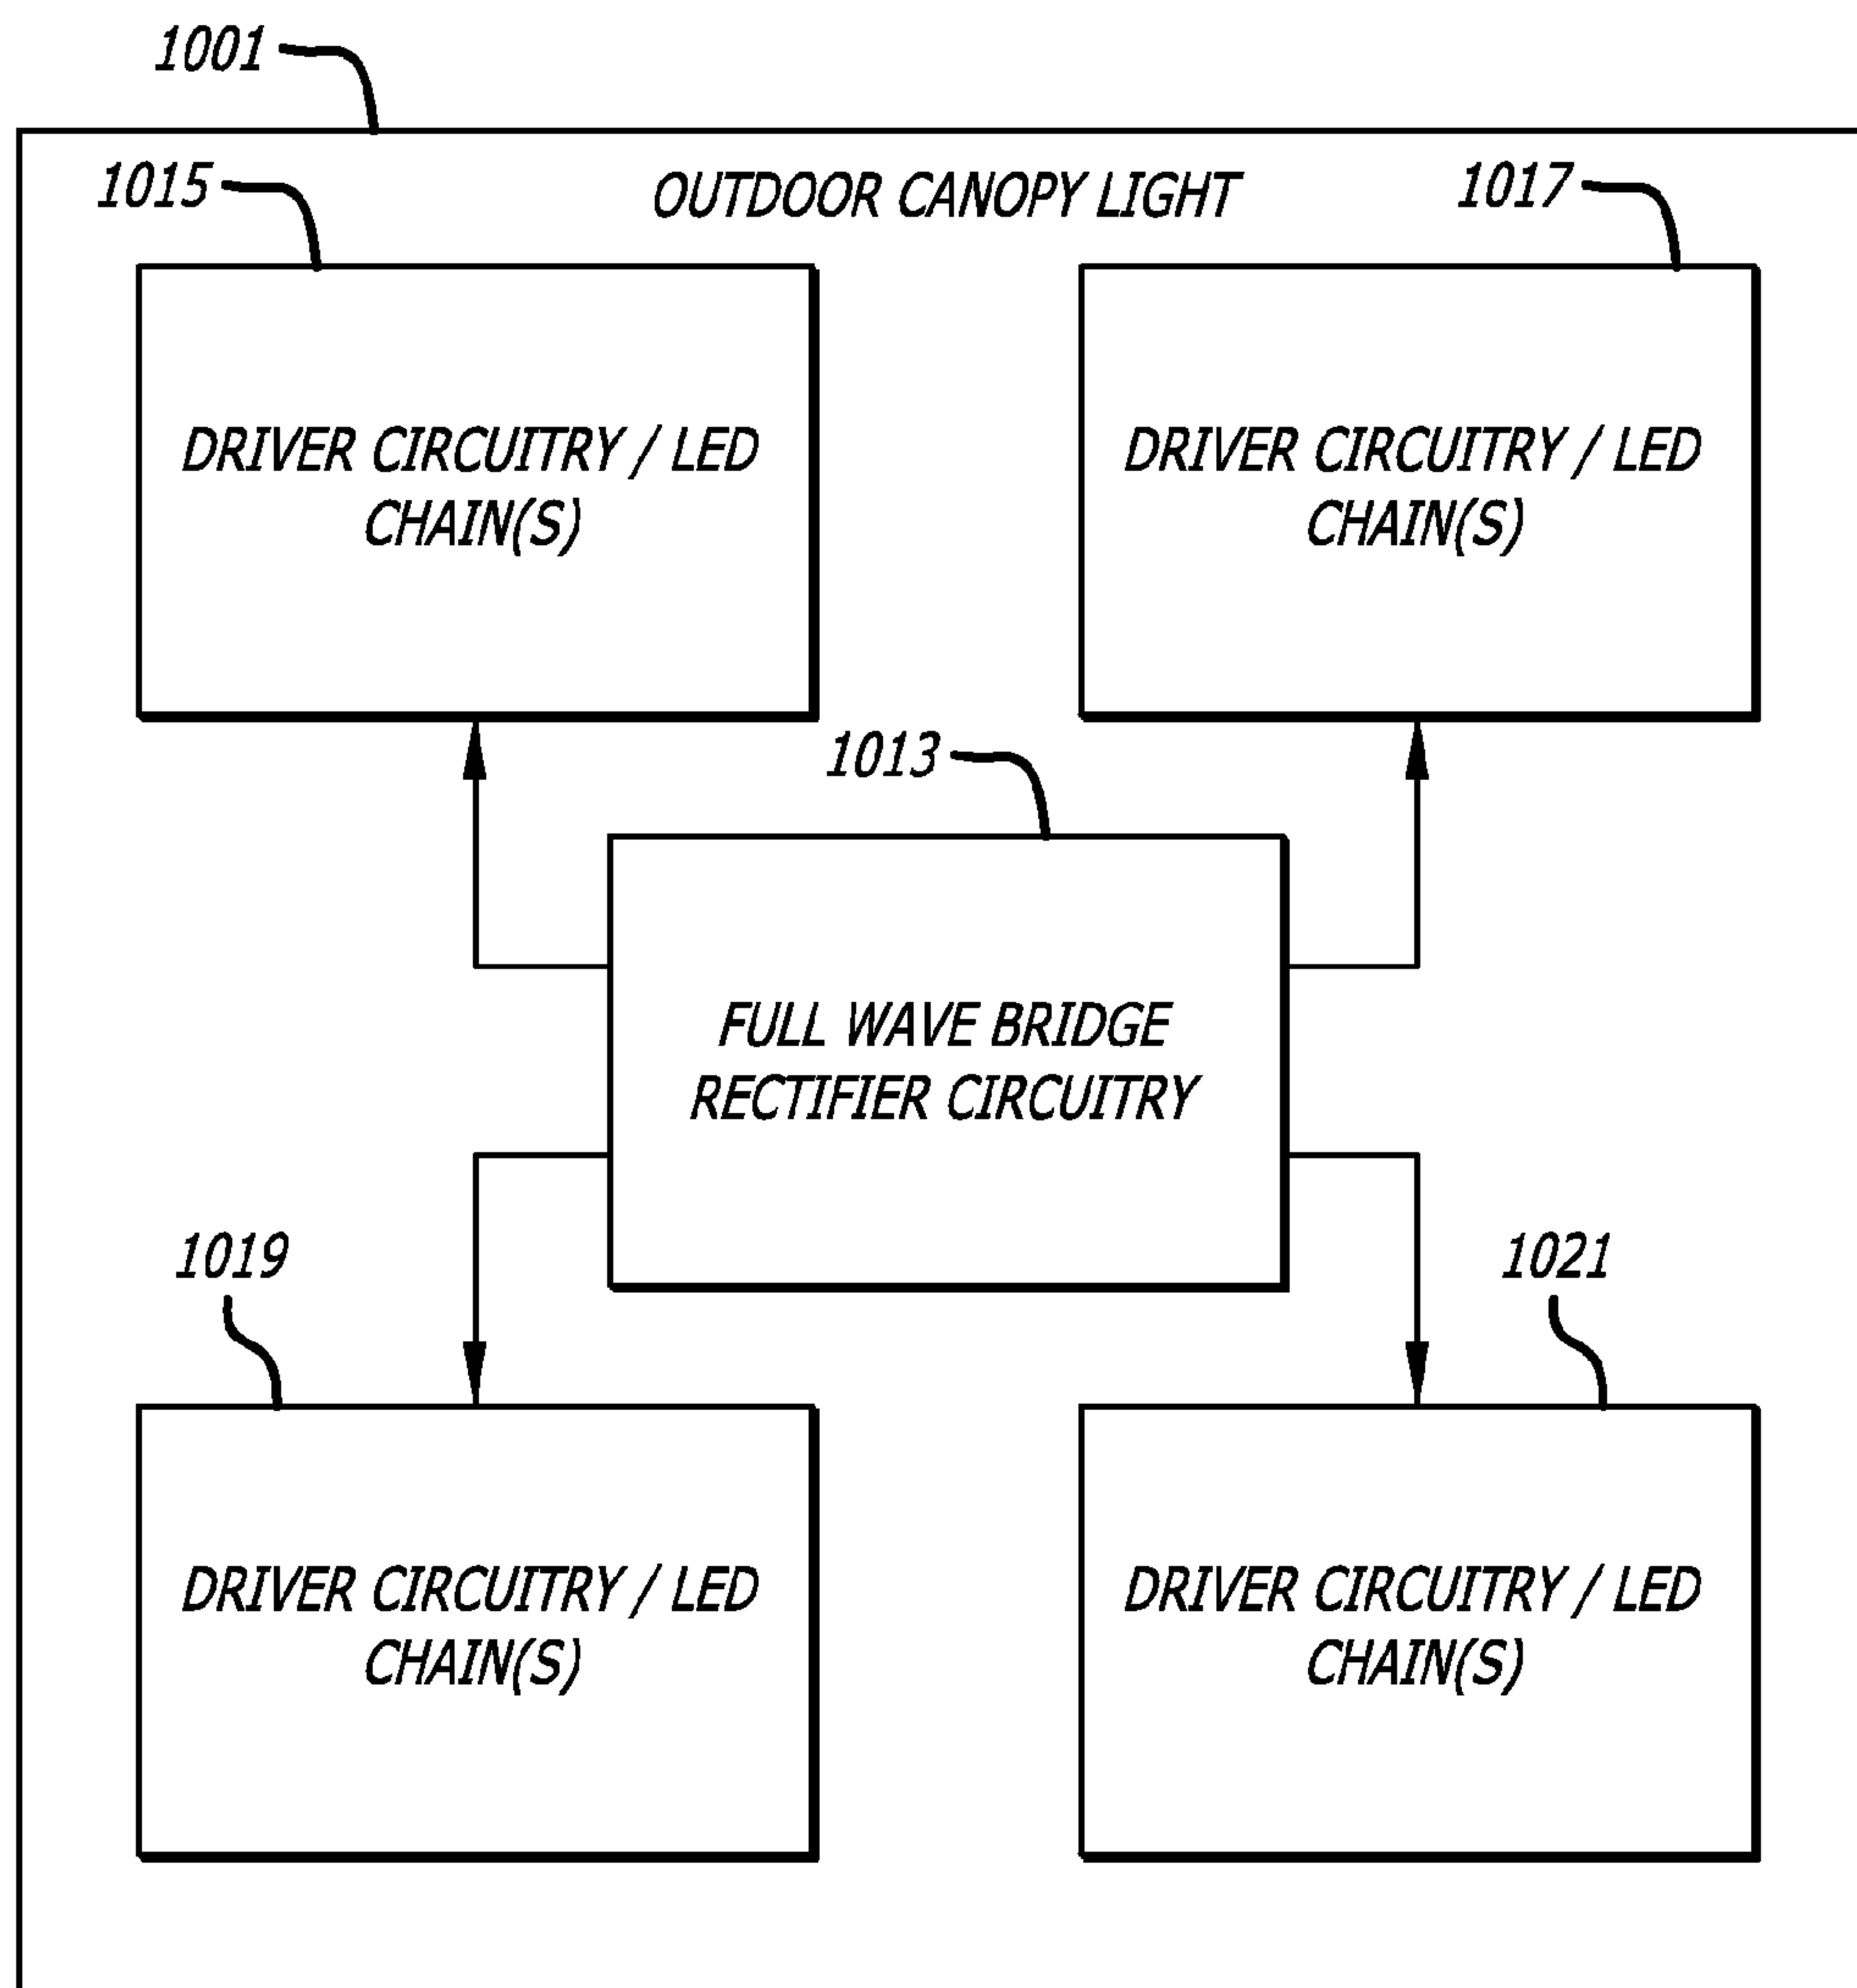 1001
1015
OUTDOOR CANOPY LIGHT
1017
DRIVER CIRCUITRY / LED
CHAIN(S)
DRIVER CIRCUITRY / LED
CHAIN(S)
1013
FULL WAVE BRIDGE
RECTIFIER CIRCUITRY
1019
1021
DRIVER CIRCUITRY / LED
CHAIN(S)
DRIVER CIRCUITRY / LED
CHAIN(S)